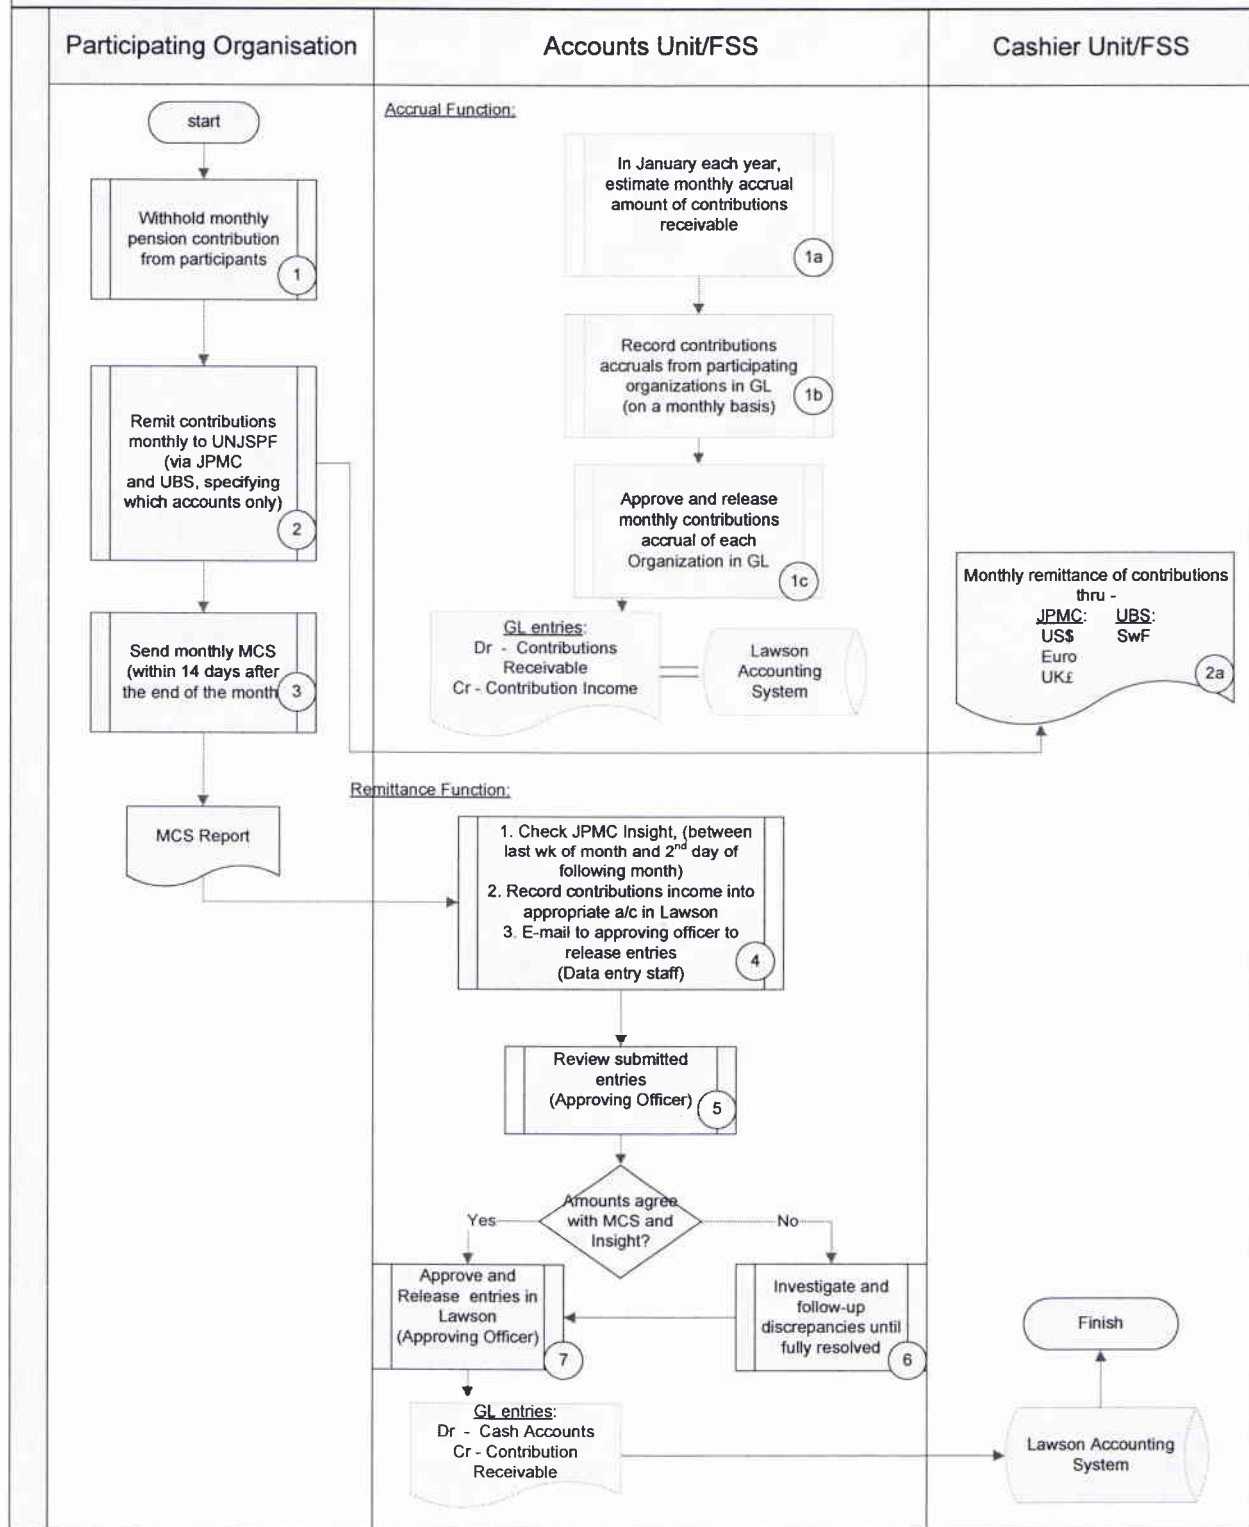 Participating Organisation
Accounts Unit/FSS
Cashier Unit/FSS
start
Withhold monthly
pension contribution
from participants
1
Remit contributions
monthly to UNJSPF
(via JPMC
and UBS, specifying
which accounts only)
2
Send monthly MCS
(within 14 days after
the end of the month
3
MCS Report
Accrual Function:
In January each year,
estimate monthly accrual
amount of contributions
receivable
1a
Record contributions
accruals from participating
organizations in GL
(on a monthly basis)
1b
Approve and release
monthly contributions
accrual of each
Organization in GL
1c
GL entries:
Dr - Contributions
Receivable
Cr - Contribution Income
Lawson
Accounting
System
Monthly remittance of contributions
thru -
JPMC: UBS:
US$ SwF
Euro
UK£
2a
Remittance Function:
1. Check JPMC Insight, (between
last wk of month and 2nd day of
following month)
2. Record contributions income into
appropriate a/c in Lawson
3. E-mail to approving officer to
release entries
(Data entry staff)
4
Review submitted
entries
(Approving Officer)
5
Amounts agree
with MCS and
Insight?
Yes
No
Approve and
Release entries in
Lawson
(Approving Officer)
7
Investigate and
follow-up
discrepancies until
fully resolved
6
GL entries:
Dr - Cash Accounts
Cr - Contribution
Receivable
Lawson Accounting
System
Finish